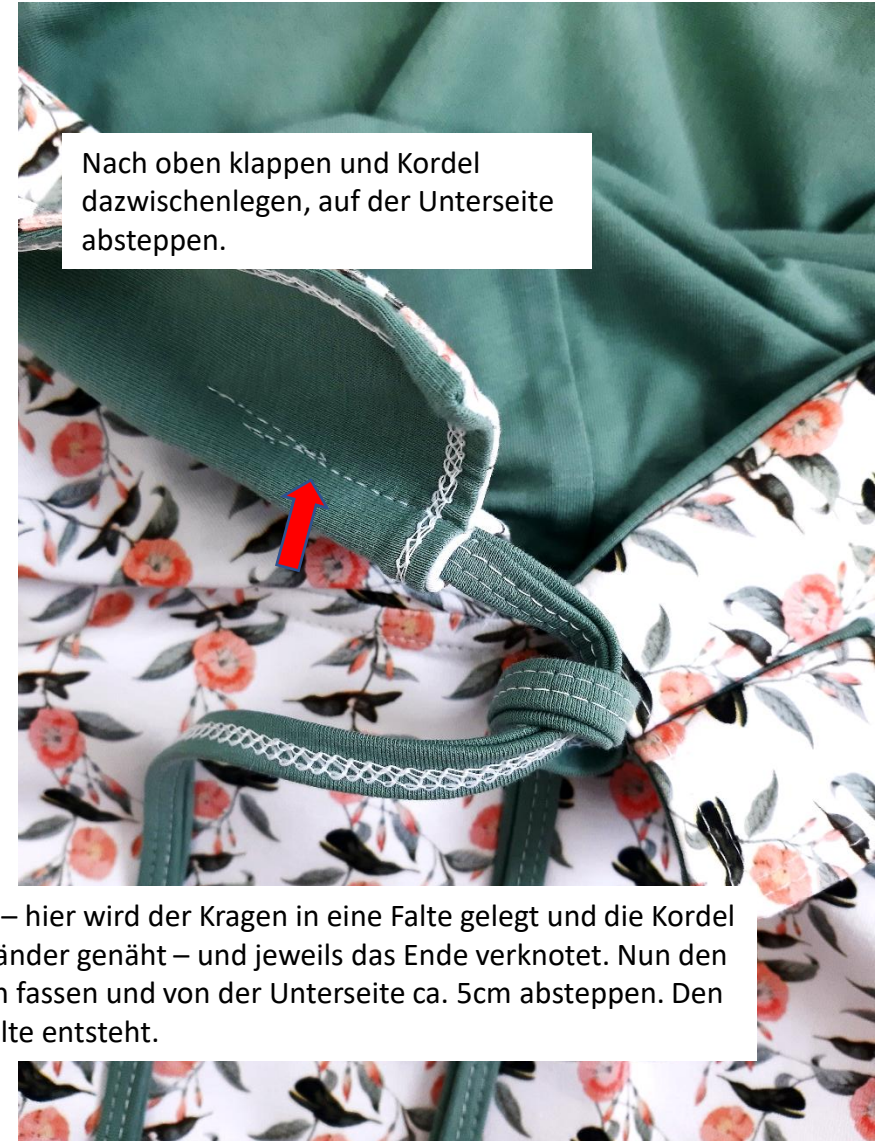 Nach oben klappen und Kordel
dazwischenlegen, auf der Unterseite
absteppen.
– hier wird der Kragen in eine Falte gelegt und die Kordel
änder genäht – und jeweils das Ende verknotet. Nun den
fassen und von der Unterseite ca. 5cm absteppen. Den
lte entsteht.